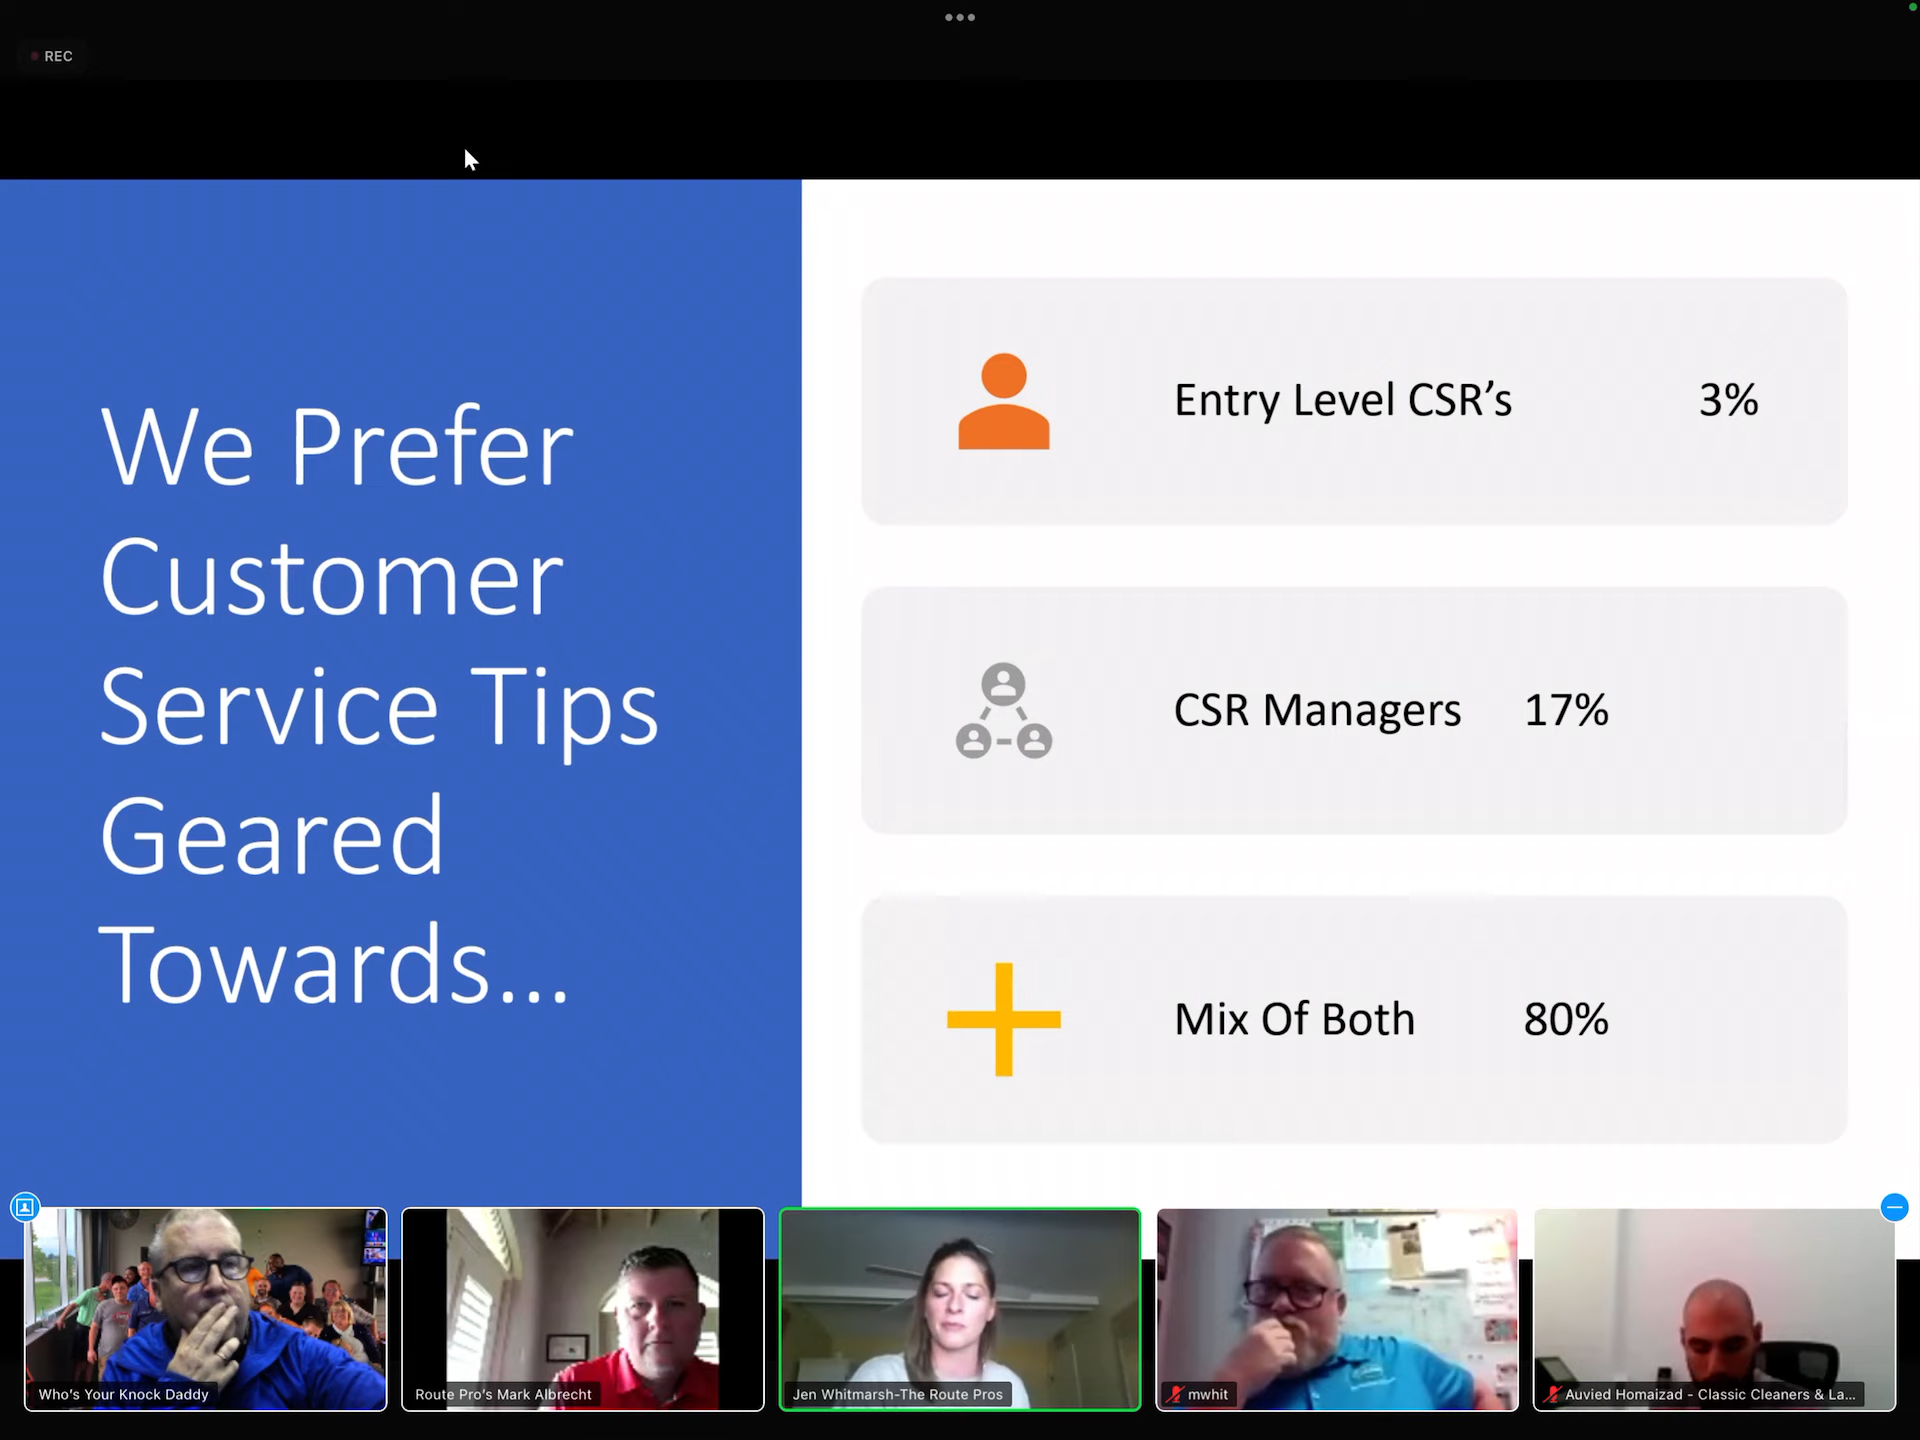 REC
We Prefer
Customer
Service Tips
Geared
Towards...
Entry Level CSR’s 3%
CSR Managers 17%
Mix Of Both 80%
Who's Your Knock Daddy
Route Pro's Mark Albrecht
Jen Whitmarsh-The Route Pros
mwhit
Auvied Homaizad - Classic Cleaners & La...